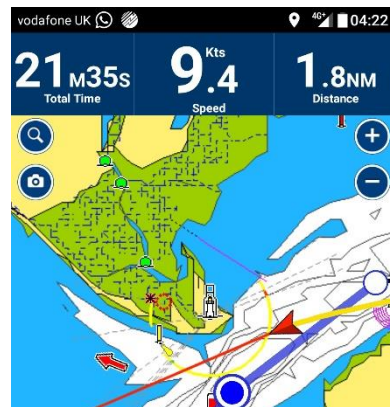 vodafone UK 4G 04:22
21M35s 9.4 Kts 1.8NM
Total Time Speed Distance